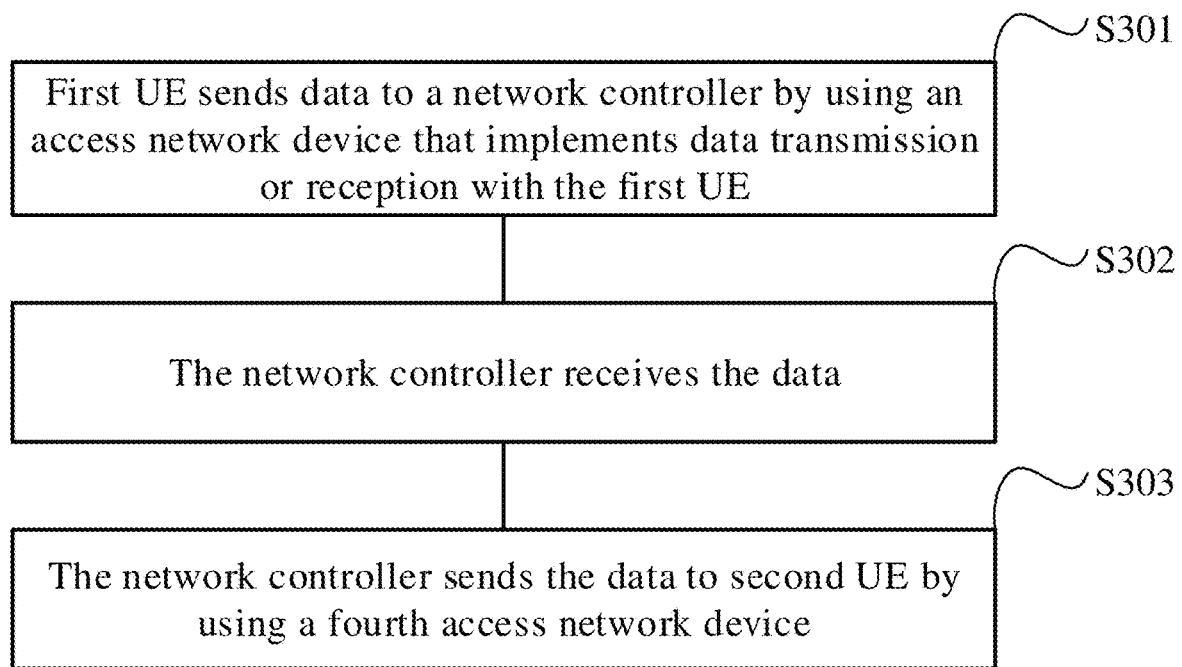 S301
First UE sends data to a network controller by using an
access network device that implements data transmission
or reception with the first UE
S302
The network controller receives the data
S303
The network controller sends the data to second UE by
using a fourth access network device